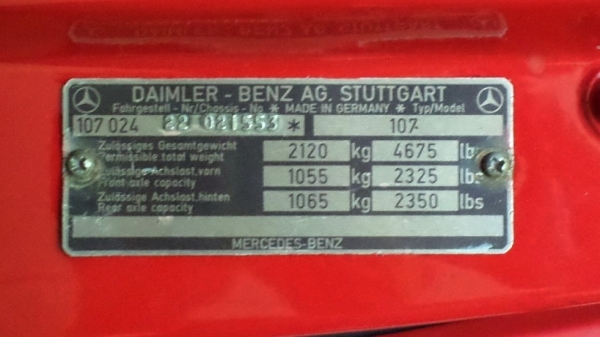 DAIMLER - BENZ AG. STUTTGART
Fahrgestell - Nr/Chassis - No * MADE IN GERMANY * Typ/Model
107 024 22 021553 * 107
Zulässiges Gesamtgewicht
Permissible total weight 2120 kg 4675 lbs
Zulässige Achslast.vorn
Front axle capacity 1055 kg 2325 lbs
Zulässige Achslast.hinten
Rear axle capacity 1065 kg 2350 lbs
MERCEDES-BENZ